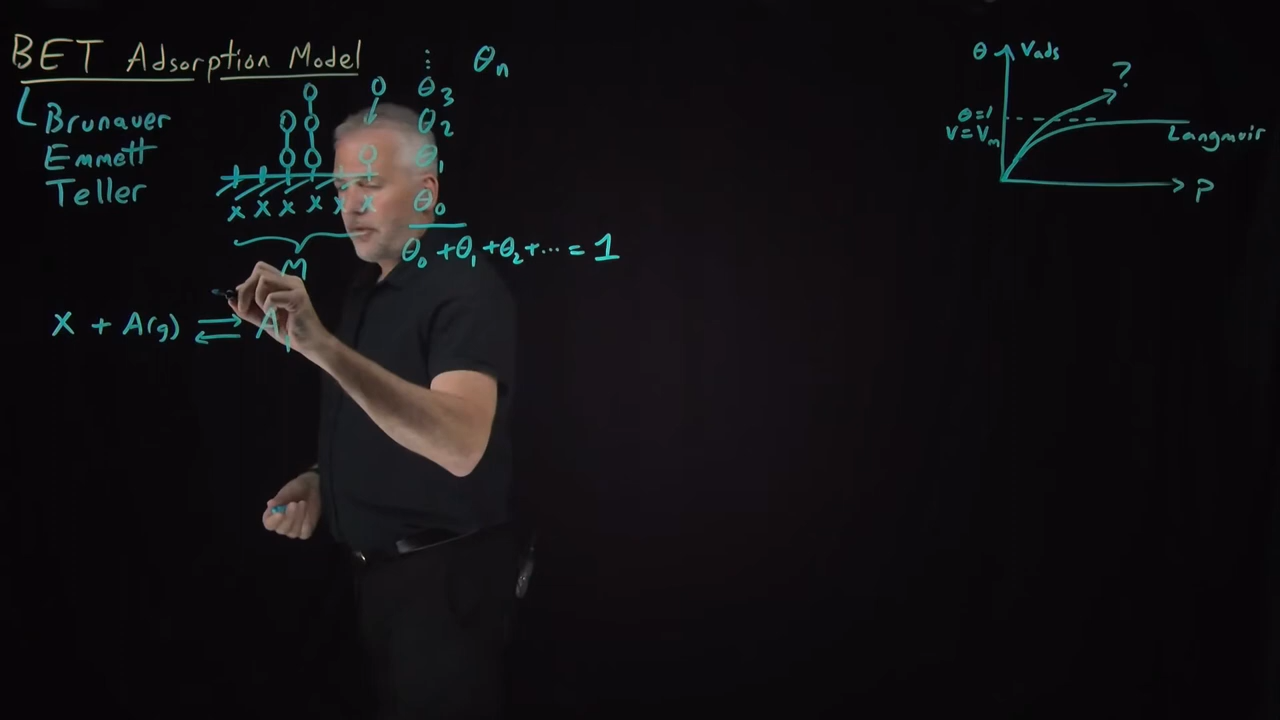 BET Adsorption Model
Brunauer
Emmett
Teller
⋮ θn
θ3
θ2
θ1
θ0
x x x x x x
M
θ0 + θ1 + θ2 + ⋯ = 1
X + A(g) ⇌ A1
θ Vads
?
θ=1
V=Vm
Langmuir
P